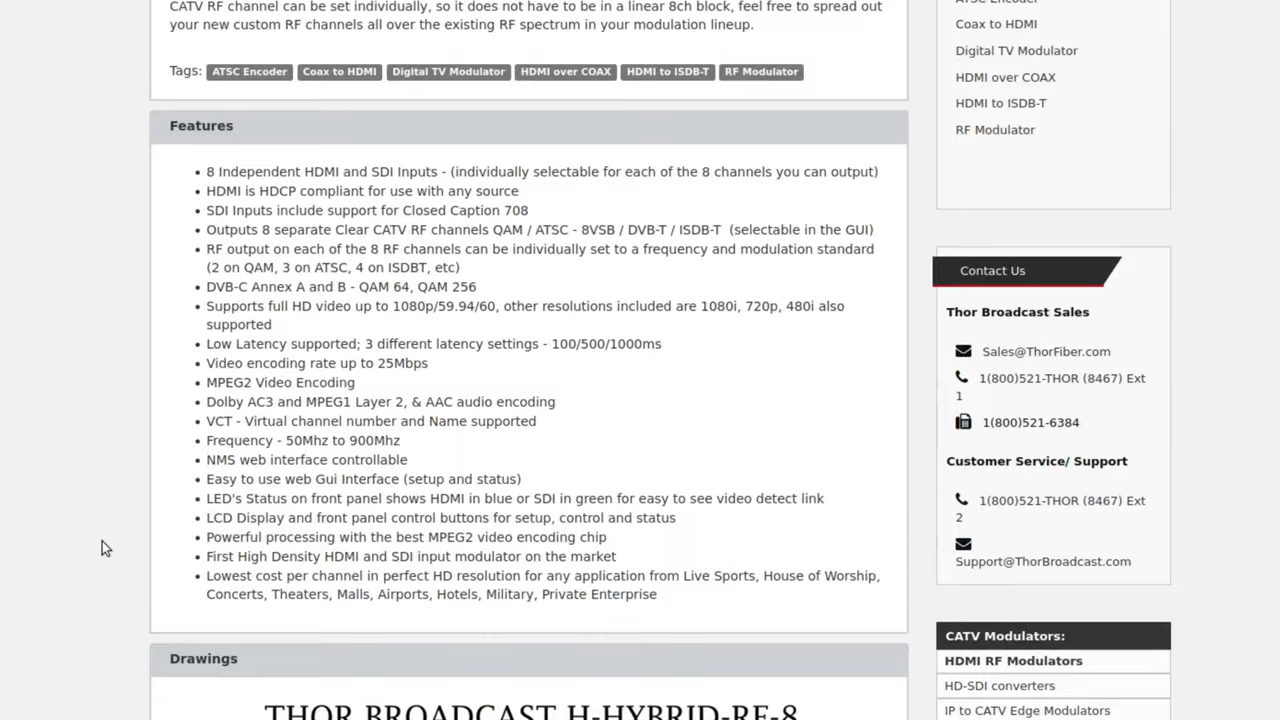 CATV RF channel can be set individually, so it does not have to be in a linear 8ch block, feel free to spread out
your new custom RF channels all over the existing RF spectrum in your modulation lineup.
Tags: ATSC Encoder Coax to HDMI Digital TV Modulator HDMI over COAX HDMI to ISDB-T RF Modulator
Features
• 8 Independent HDMI and SDI Inputs - (individually selectable for each of the 8 channels you can output)
• HDMI is HDCP compliant for use with any source
• SDI Inputs include support for Closed Caption 708
• Outputs 8 separate Clear CATV RF channels QAM / ATSC - 8VSB / DVB-T / ISDB-T (selectable in the GUI)
• RF output on each of the 8 RF channels can be individually set to a frequency and modulation standard
(2 on QAM, 3 on ATSC, 4 on ISDBT, etc)
• DVB-C Annex A and B - QAM 64, QAM 256
• Supports full HD video up to 1080p/59.94/60, other resolutions included are 1080i, 720p, 480i also
supported
• Low Latency supported; 3 different latency settings - 100/500/1000ms
• Video encoding rate up to 25Mbps
• MPEG2 Video Encoding
• Dolby AC3 and MPEG1 Layer 2, & AAC audio encoding
• VCT - Virtual channel number and Name supported
• Frequency - 50Mhz to 900Mhz
• NMS web interface controllable
• Easy to use web Gui Interface (setup and status)
• LED's Status on front panel shows HDMI in blue or SDI in green for easy to see video detect link
• LCD Display and front panel control buttons for setup, control and status
• Powerful processing with the best MPEG2 video encoding chip
• First High Density HDMI and SDI input modulator on the market
• Lowest cost per channel in perfect HD resolution for any application from Live Sports, House of Worship,
Concerts, Theaters, Malls, Airports, Hotels, Military, Private Enterprise
Drawings
THOR BROADCAST H-HYBRID-RF-8
ATSC Encoder
Coax to HDMI
Digital TV Modulator
HDMI over COAX
HDMI to ISDB-T
RF Modulator
Contact Us
Thor Broadcast Sales
Sales@ThorFiber.com
1(800)521-THOR (8467) Ext
1
1(800)521-6384
Customer Service/ Support
1(800)521-THOR (8467) Ext
2
Support@ThorBroadcast.com
CATV Modulators:
HDMI RF Modulators
HD-SDI converters
IP to CATV Edge Modulators